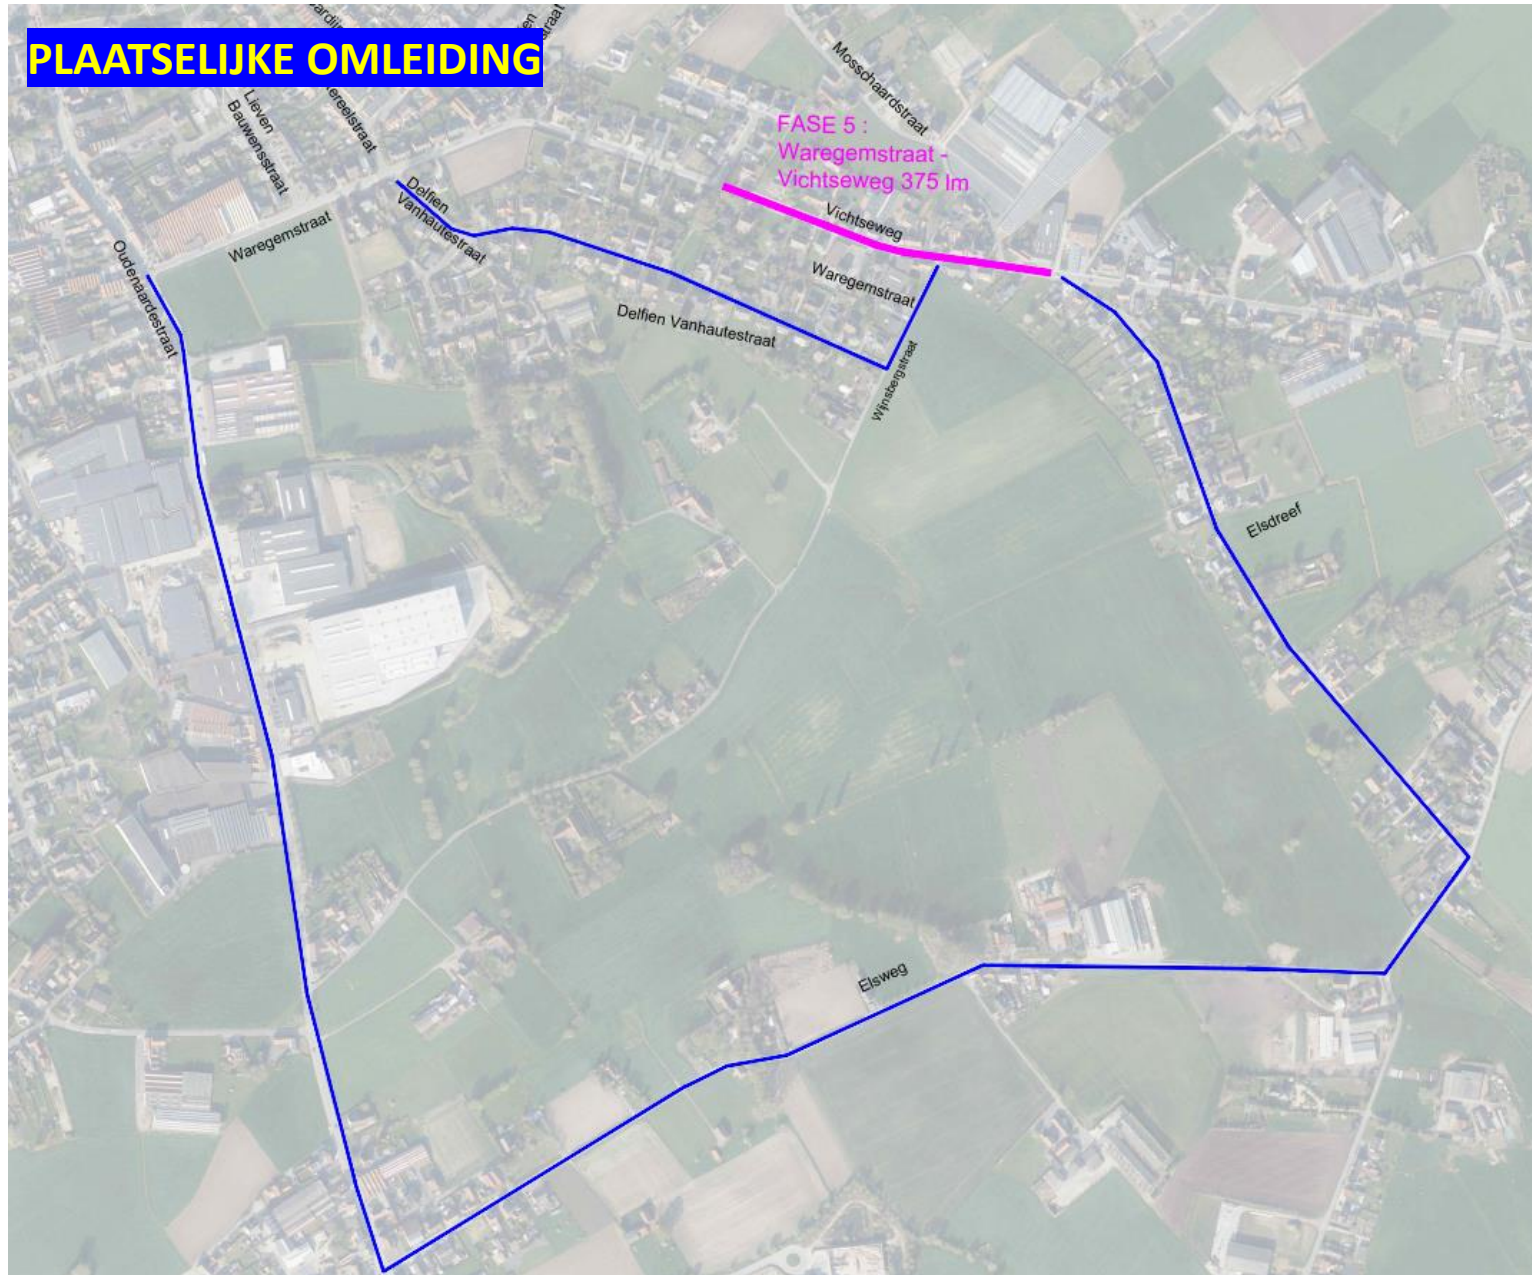 PLAATSELIJKE OMLEIDING
Mosschaardstraat
Lieven
Bauwensstraat
FASE 5 :
Waregemstraat -
Vichtseweg 375 lm
Delfien
Vanhautestraat
Waregemstraat
Vichtseweg
Oudenaardestraat
Waregemstraat
Delfien Vanhautestraat
Wijnsbergstraat
Elsdreef
Elsweg